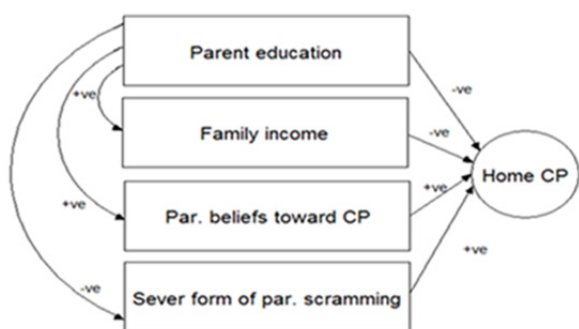 Parent education
+ve
-ve
Family income
-ve
Home CP
+ve
Par. beliefs toward CP
+ve
+ve
-ve
Sever form of par. scramming